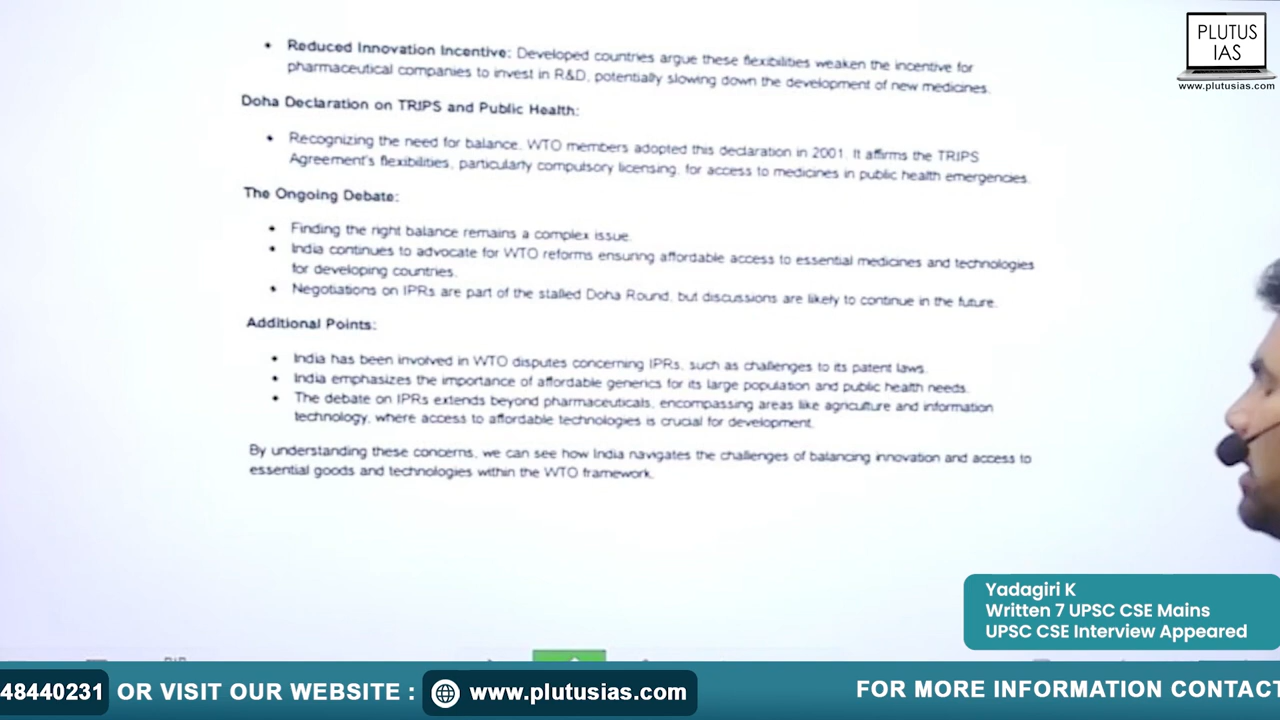 • Reduced Innovation Incentive: Developed countries argue these flexibilities weaken the incentive for
pharmaceutical companies to invest in R&D, potentially slowing down the development of new medicines.
Doha Declaration on TRIPS and Public Health:
• Recognizing the need for balance, WTO members adopted this declaration in 2001. It affirms the TRIPS
Agreement's flexibilities, particularly compulsory licensing, for access to medicines in public health emergencies.
The Ongoing Debate:
• Finding the right balance remains a complex issue.
• India continues to advocate for WTO reforms ensuring affordable access to essential medicines and technologies
for developing countries.
• Negotiations on IPRs are part of the stalled Doha Round, but discussions are likely to continue in the future.
Additional Points:
• India has been involved in WTO disputes concerning IPRs, such as challenges to its patent laws.
• India emphasizes the importance of affordable generics for its large population and public health needs.
• The debate on IPRs extends beyond pharmaceuticals, encompassing areas like agriculture and information
technology, where access to affordable technologies is crucial for development.
By understanding these concerns, we can see how India navigates the challenges of balancing innovation and access to
essential goods and technologies within the WTO framework.
PLUTUS
IAS
www.plutusias.com
Yadagiri K
Written 7 UPSC CSE Mains
UPSC CSE Interview Appeared
48440231 OR VISIT OUR WEBSITE : www.plutusias.com FOR MORE INFORMATION CONTACT